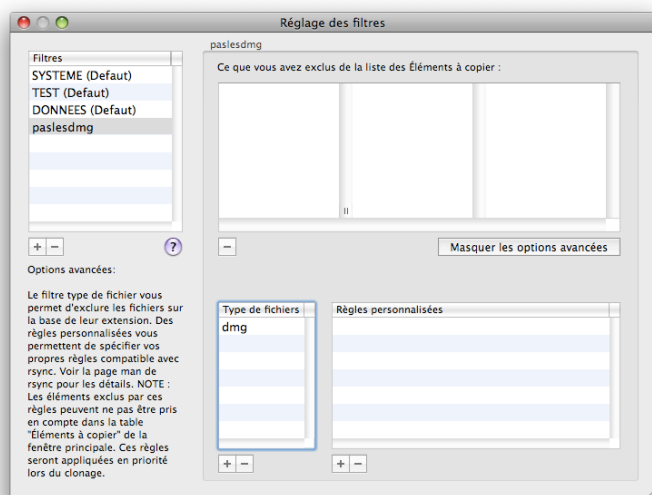 Réglage des filtres
Filtres
SYSTEME (Defaut)
TEST (Defaut)
DONNEES (Defaut)
paslesdmg
Options avancées:
Le filtre type de fichier vous
permet d'exclure les fichiers sur
la base de leur extension. Des
règles personnalisées vous
permettent de spécifier vos
propres règles compatible avec
rsync. Voir la page man de
rsync pour les détails. NOTE :
Les éléments exclus par ces
règles peuvent ne pas être pris
en compte dans la table
"Éléments à copier" de la
fenêtre principale. Ces règles
seront appliquées en priorité
lors du clonage.
paslesdmg
Ce que vous avez exclus de la liste des Éléments à copier :
Masquer les options avancées
Type de fichiers
dmg
Règles personnalisées